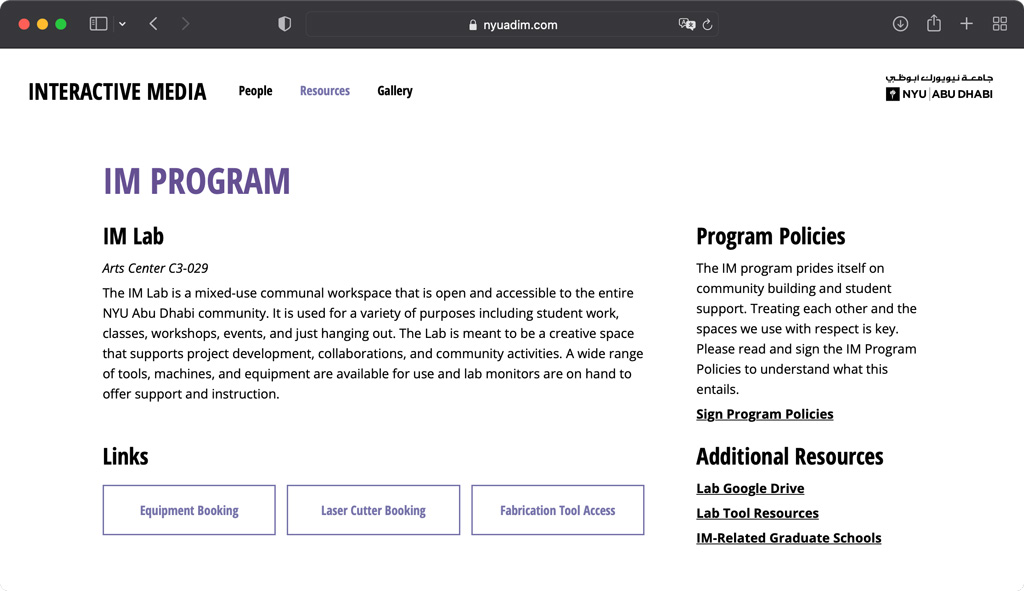 nyuadim.com
INTERACTIVE MEDIA
People
Resources
Gallery
جامعة نيويورك أبوظبي
NYU | ABU DHABI
IM PROGRAM
IM Lab
Arts Center C3-029
The IM Lab is a mixed-use communal workspace that is open and accessible to the entire
NYU Abu Dhabi community. It is used for a variety of purposes including student work,
classes, workshops, events, and just hanging out. The Lab is meant to be a creative space
that supports project development, collaborations, and community activities. A wide range
of tools, machines, and equipment are available for use and lab monitors are on hand to
offer support and instruction.
Links
Equipment Booking
Laser Cutter Booking
Fabrication Tool Access
Program Policies
The IM program prides itself on
community building and student
support. Treating each other and the
spaces we use with respect is key.
Please read and sign the IM Program
Policies to understand what this
entails.
Sign Program Policies
Additional Resources
Lab Google Drive
Lab Tool Resources
IM-Related Graduate Schools